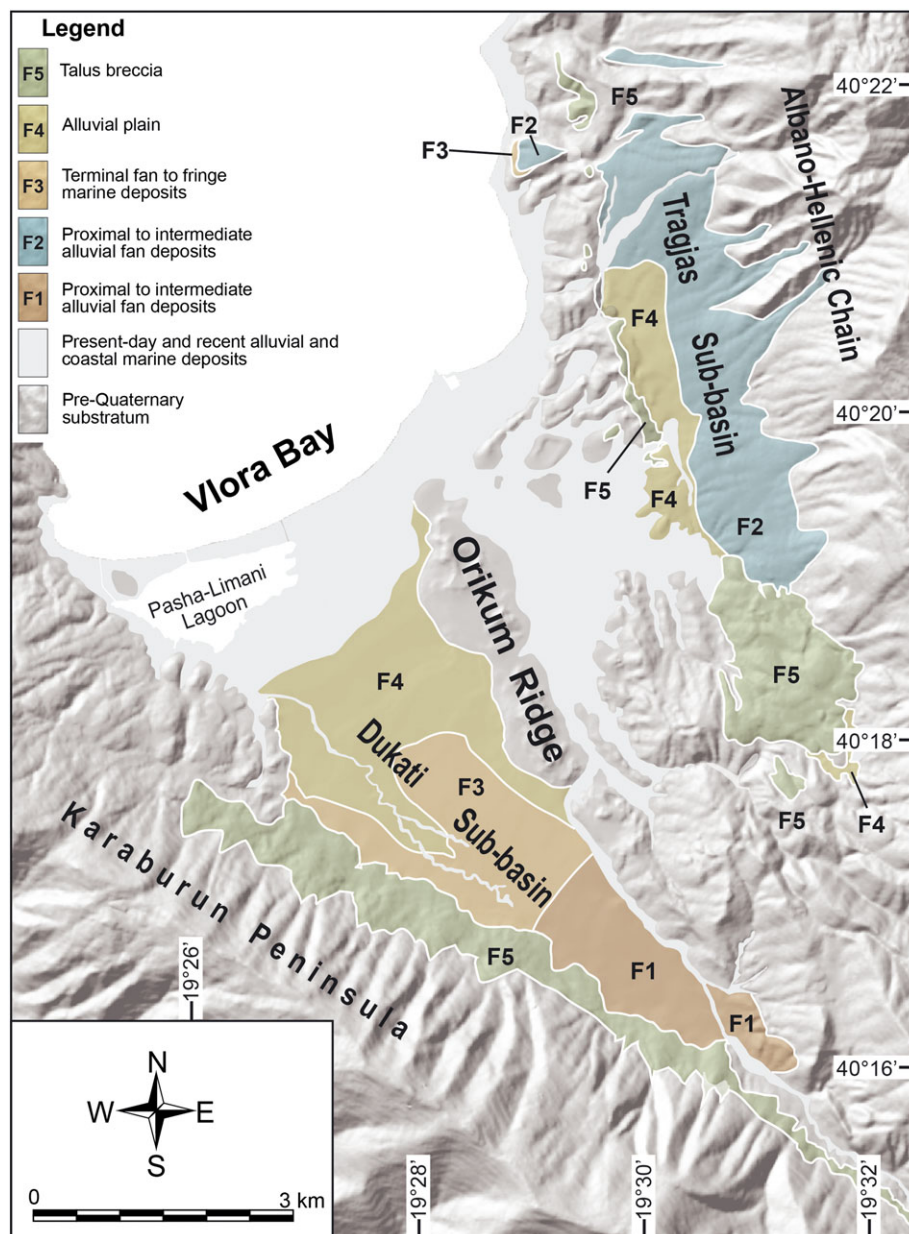 Legend
F5 Talus breccia
F4 Alluvial plain
F3 Terminal fan to fringe
marine deposits
F2 Proximal to intermediate
alluvial fan deposits
F1 Proximal to intermediate
alluvial fan deposits
Present-day and recent alluvial and
coastal marine deposits
Pre-Quaternary
substratum
F5
40°22'
F2
F3
Albano-Hellenic Chain
Tragjas
Sub-basin
F4
40°20'
Vlora Bay
F5
F4
F2
Orikum Ridge
Pasha-Limani
Lagoon
F5
F4
40°18'
Dukati
Sub-basin
F3
F5
F4
Karaburun Peninsula
F5
F1
19°26'
F1
40°16'
N
W E
S
19°28'
19°30'
19°32'
0 3 km